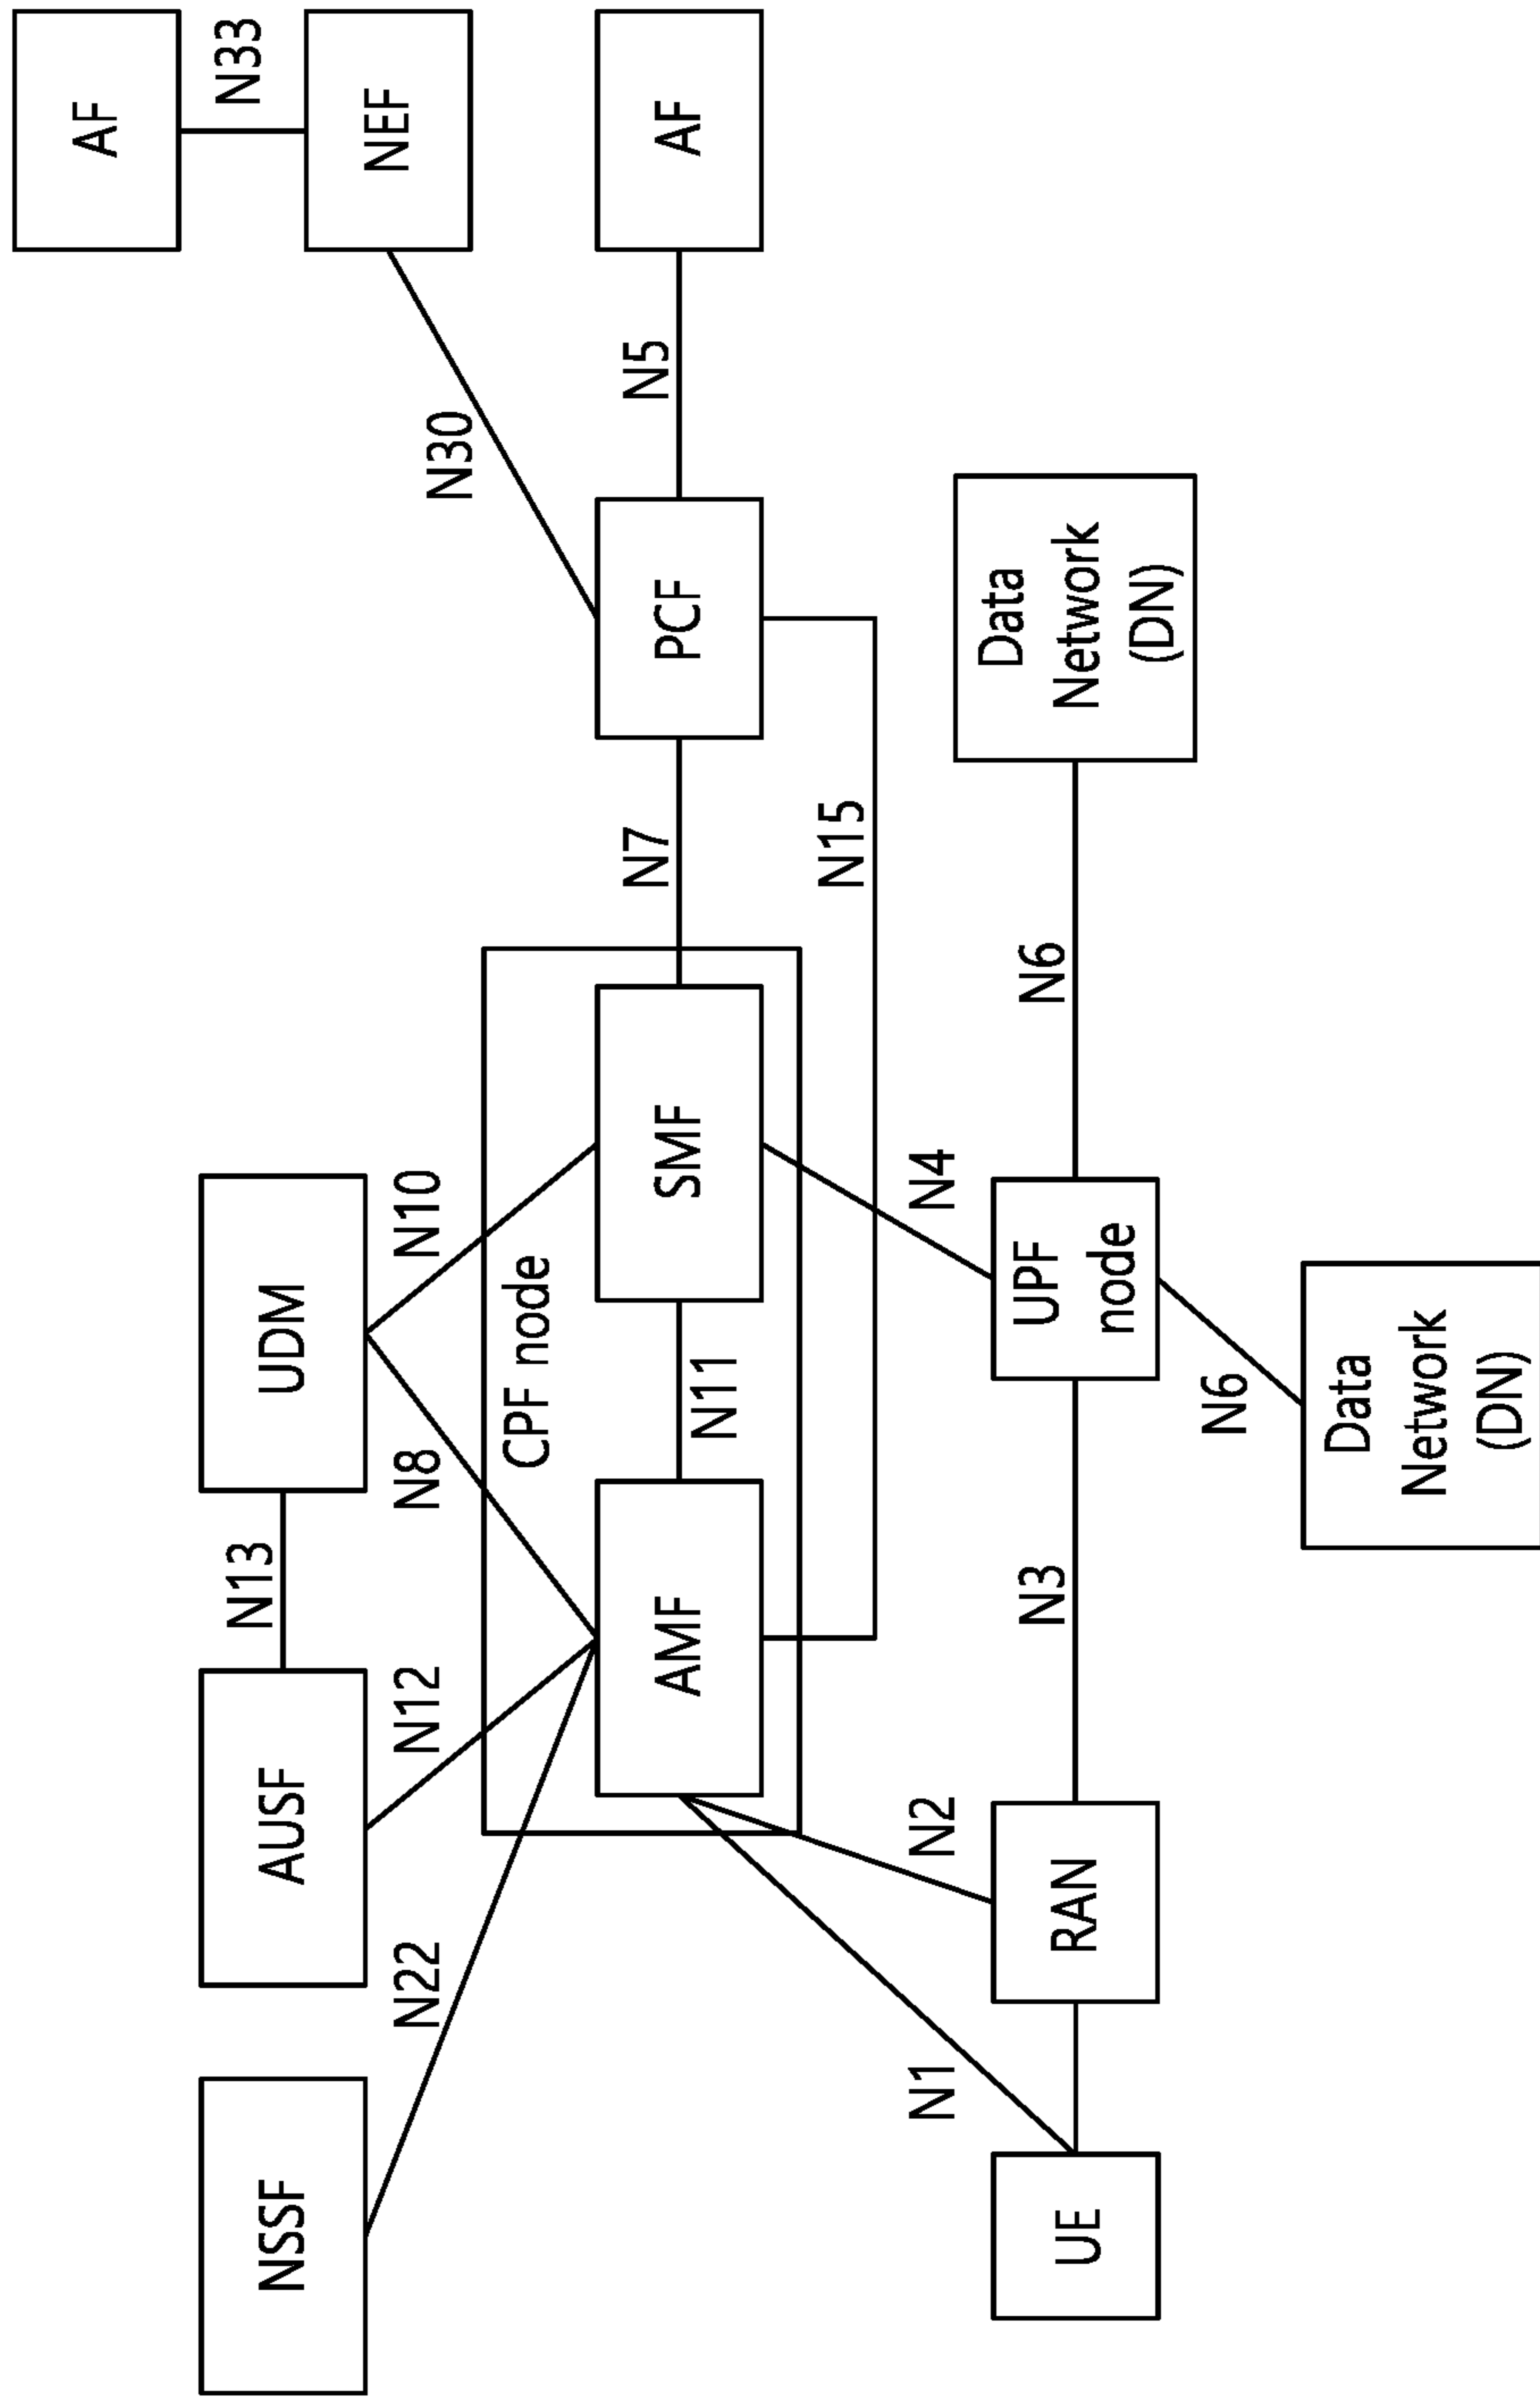 AF
N33
NSSF
AUSF
N13
UDM
NEF
N22
N12
N8
N10
N30
CPF node
AMF
N11
SMF
N7
PCF
N5
AF
N15
N1
N2
N4
UE
RAN
N3
UPF
node
N6
Data
Network
(DN)
N6
Data
Network
(DN)